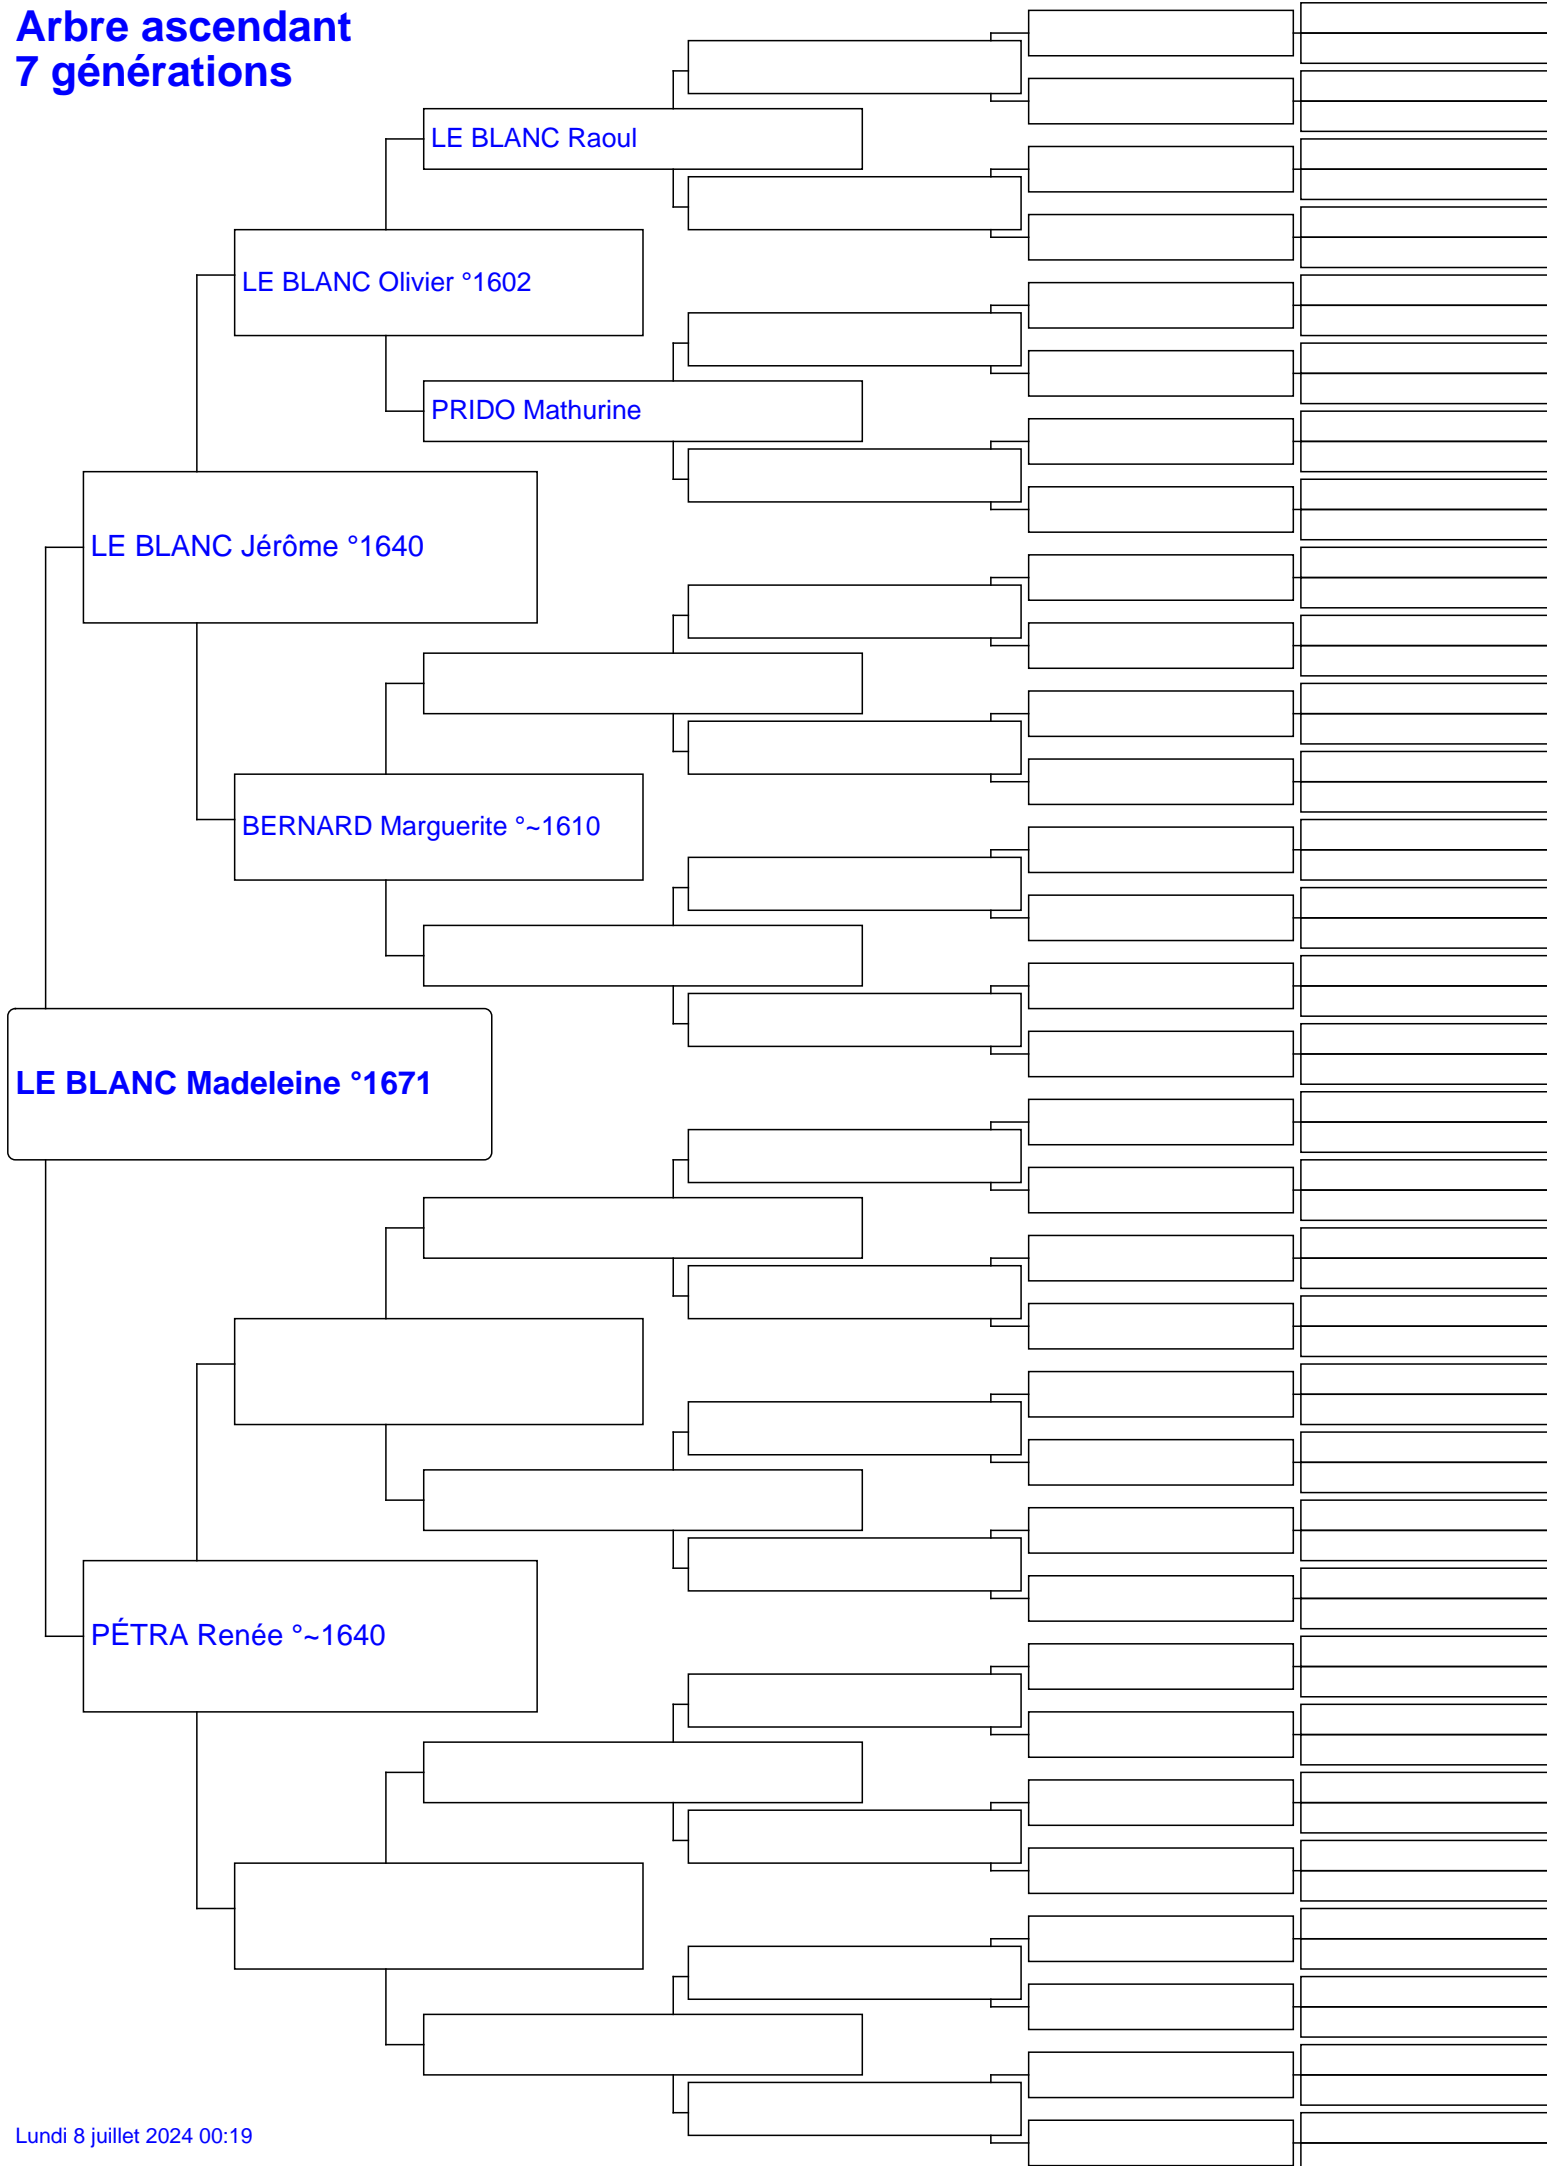 Arbre ascendant
7 générations
LE BLANC Raoul
LE BLANC Olivier °1602
PRIDO Mathurine
LE BLANC Jérôme °1640
BERNARD Marguerite °~1610
LE BLANC Madeleine °1671
PÉTRA Renée °~1640
Lundi 8 juillet 2024 00:19